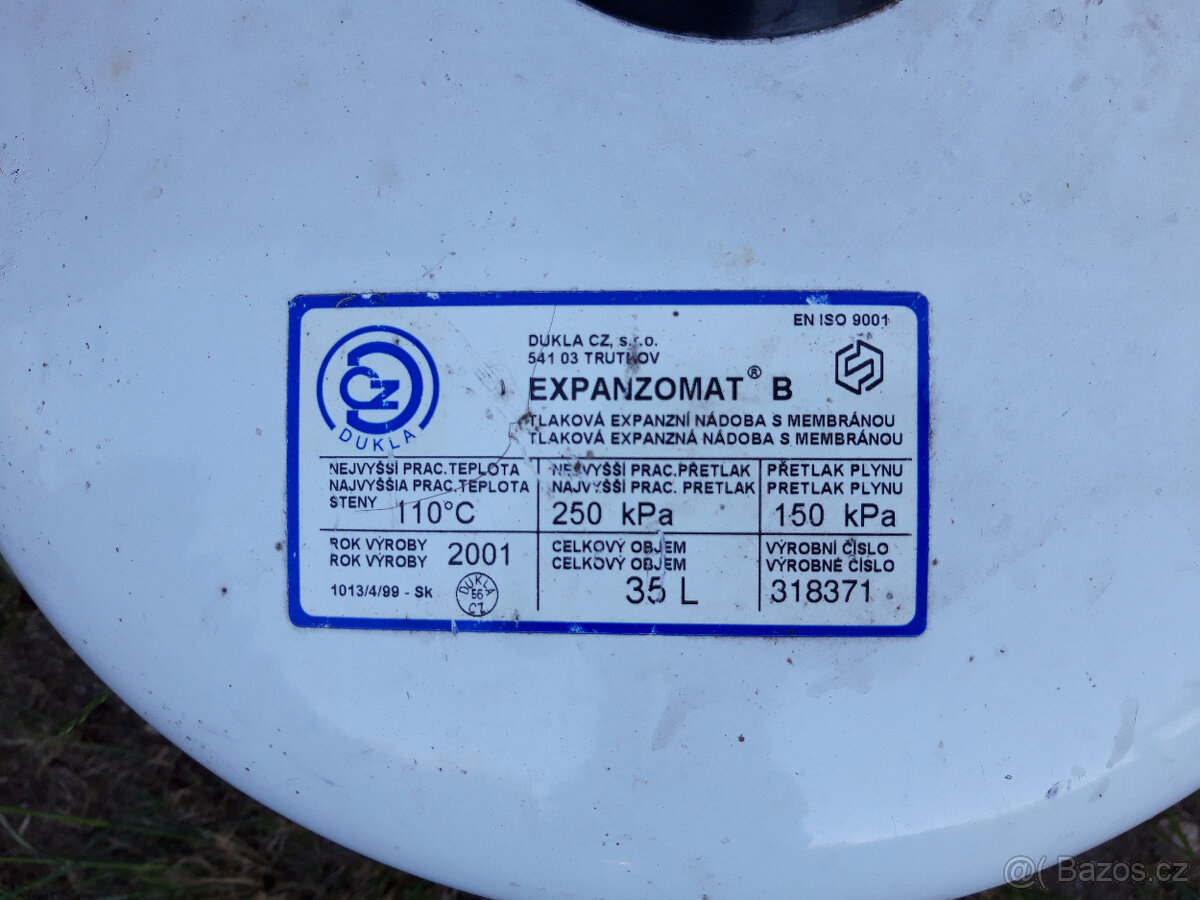 EN ISO 9001
DUKLA CZ, s.r.o.
541 03 TRUTNOV
EXPANZOMAT® B
TLAKOVÁ EXPANZNÍ NÁDOBA S MEMBRÁNOU
TLAKOVÁ EXPANZNÁ NÁDOBA S MEMBRÁNOU
CZ
DUKLA
NEJVYŠŠÍ PRAC.TEPLOTA
NAJVYŠŠIA PRAC.TEPLOTA
STENY 110°C
NEJVYŠŠÍ PRAC.PŘETLAK
NAJVYŠŠÍ PRAC. PRETLAK
250 kPa
PŘETLAK PLYNU
PRETLAK PLYNU
150 kPa
ROK VÝROBY
ROK VÝROBY
2001
1013/4/99 - Sk
DUKLA
56
CZ
CELKOVÝ OBJEM
CELKOVÝ OBJEM
35 L
VÝROBNÍ ČÍSLO
VÝROBNÉ ČÍSLO
318371
Bazos.cz